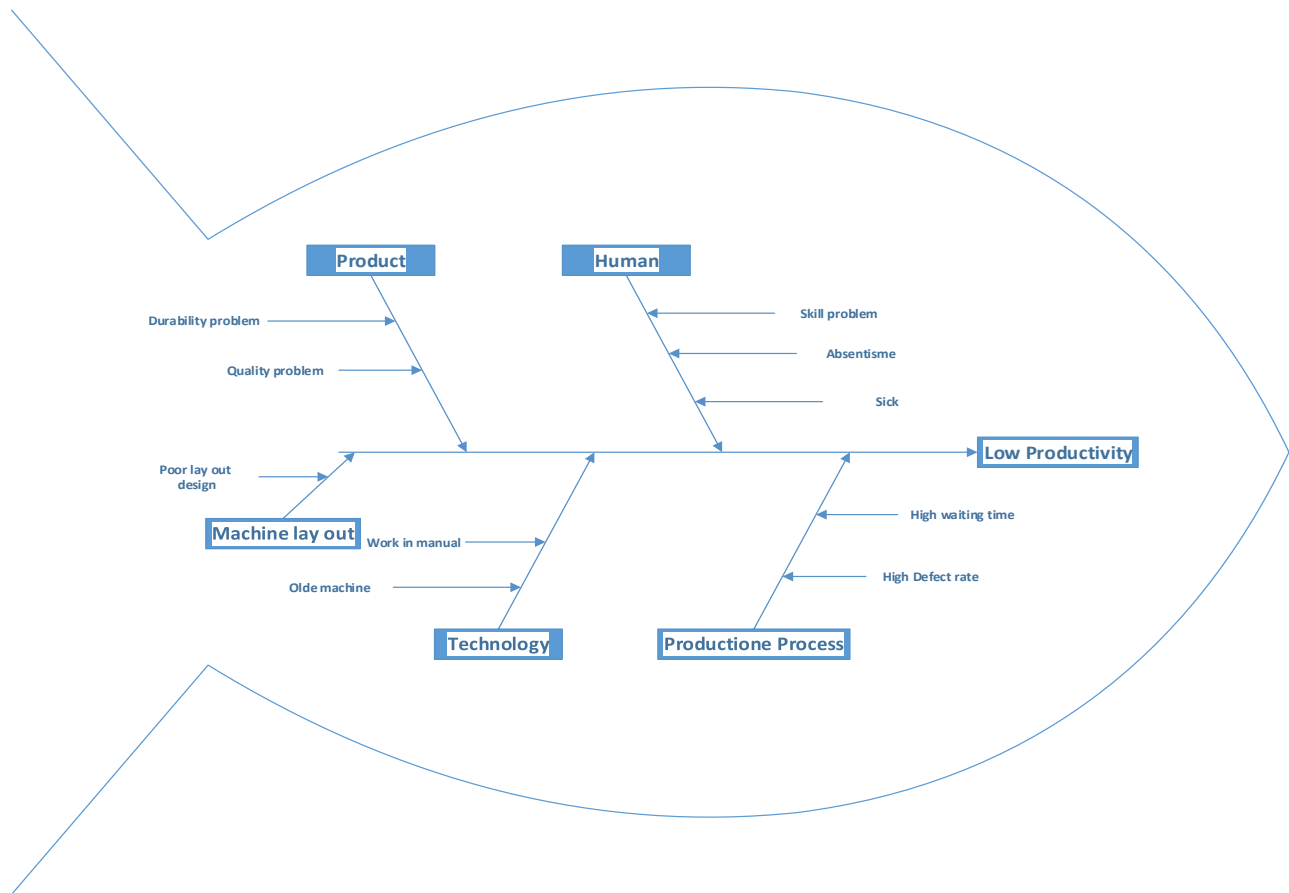 Product
Human
Durability problem
Skill problem
Absentisme
Quality problem
Sick
Low Productivity
Poor lay out
design
Machine lay out
High waiting time
Work in manual
High Defect rate
Olde machine
Technology
Productione Process